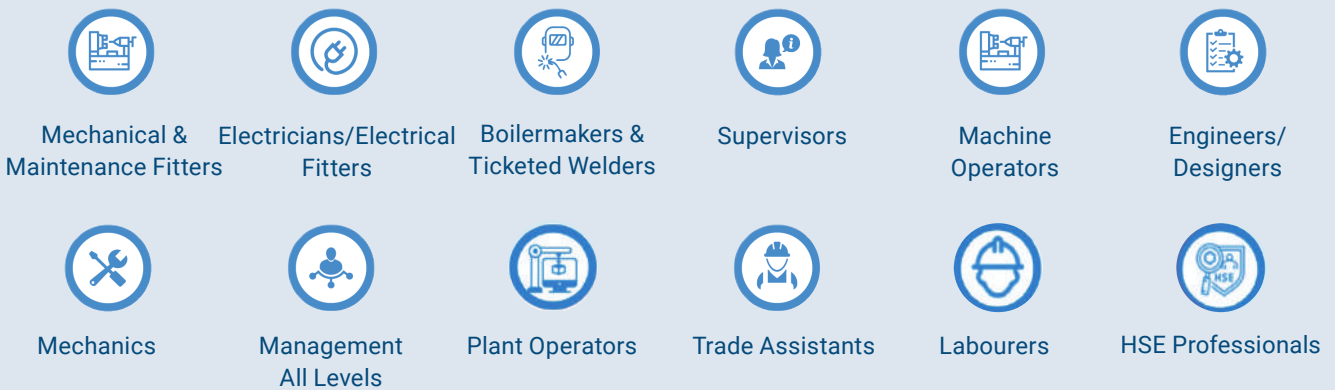 Mechanical &
Maintenance Fitters
Electricians/Electrical
Fitters
Boilermakers &
Ticketed Welders
Supervisors
Machine
Operators
Engineers/
Designers
Mechanics
Management
All Levels
Plant Operators
Trade Assistants
Labourers
HSE
HSE Professionals